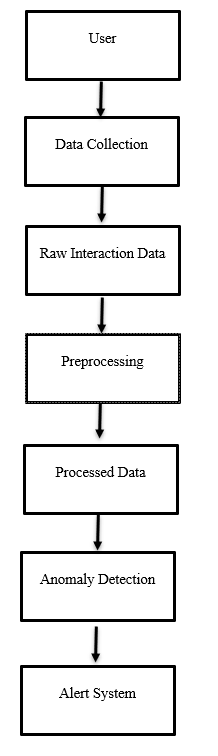 User
Data Collection
Raw Interaction Data
Preprocessing
Processed Data
Anomaly Detection
Alert System